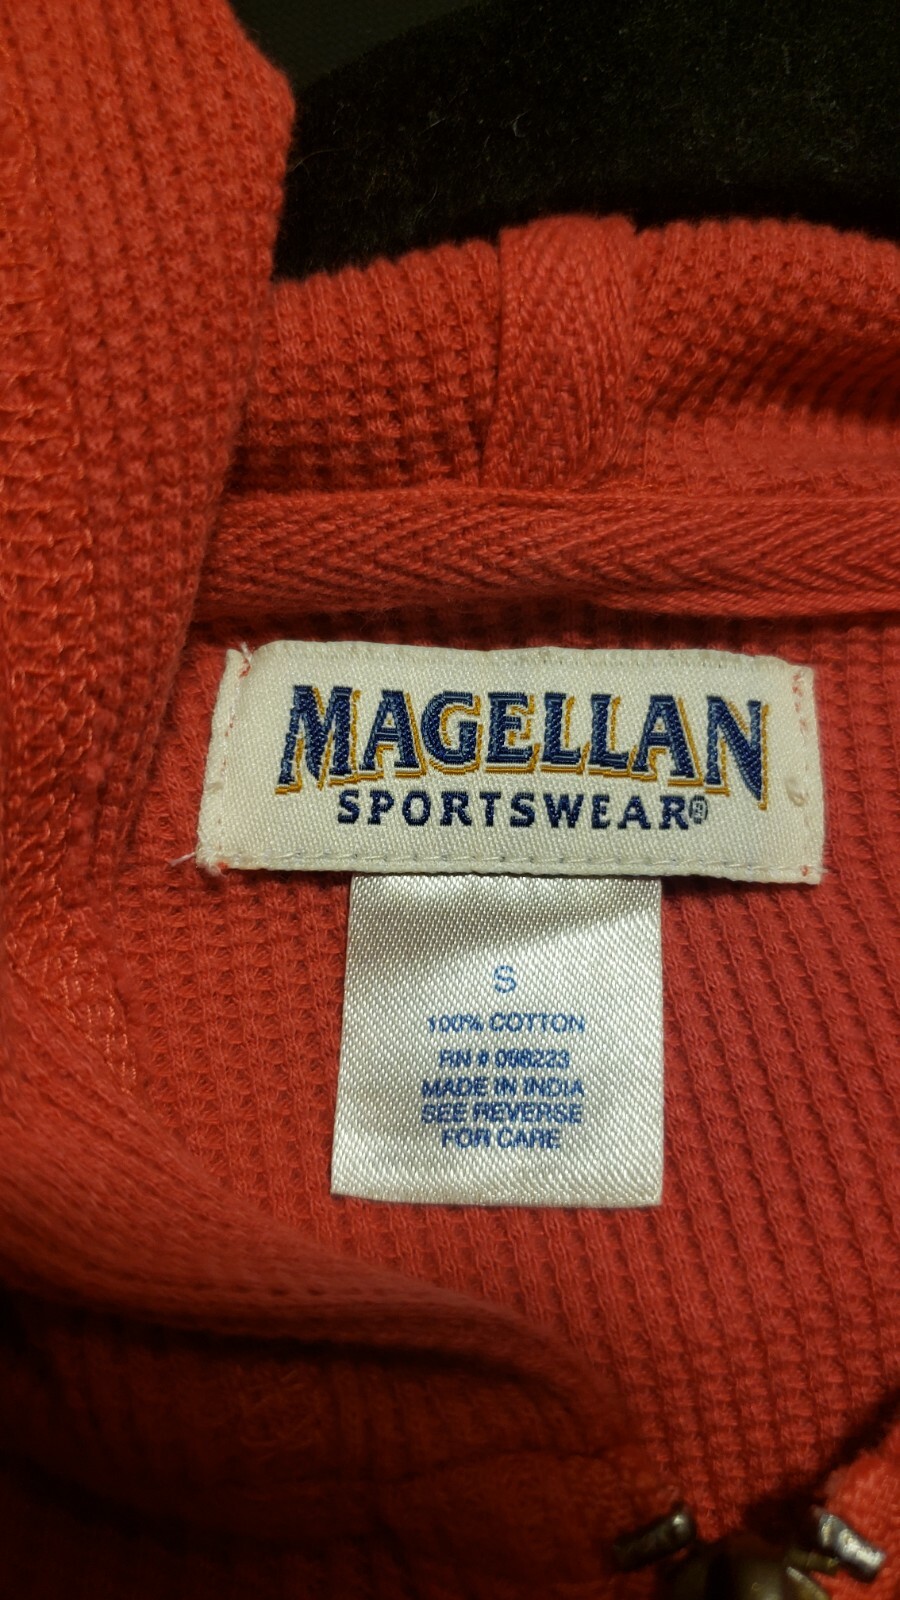 MAGELLAN
SPORTSWEAR®
S
100% COTTON
RN # 098223
MADE IN INDIA
SEE REVERSE
FOR CARE